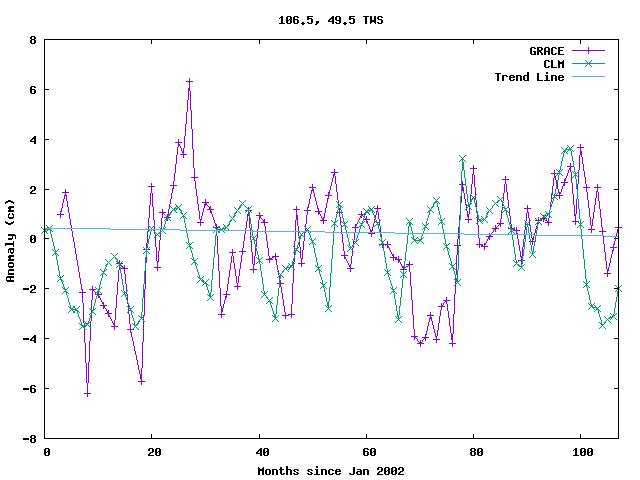 106.5, 49.5 TWS
GRACE
CLM
Trend Line
8
6
4
2
0
-2
-4
-6
-8
Anomaly (cm)
0 20 40 60 80 100
Months since Jan 2002